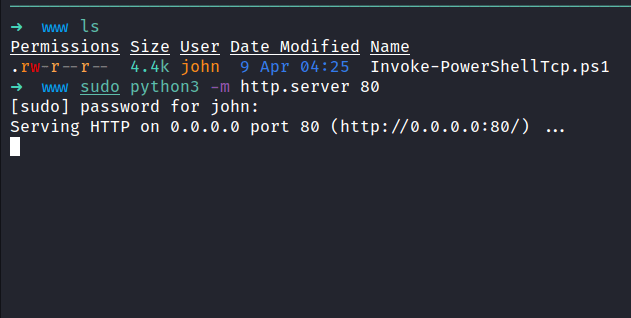 ➜ www ls
Permissions Size User Date Modified Name
.rw-r--r-- 4.4k john 9 Apr 04:25 Invoke-PowerShellTcp.ps1
➜ www sudo python3 -m http.server 80
[sudo] password for john:
Serving HTTP on 0.0.0.0 port 80 (http://0.0.0.0:80/) ...